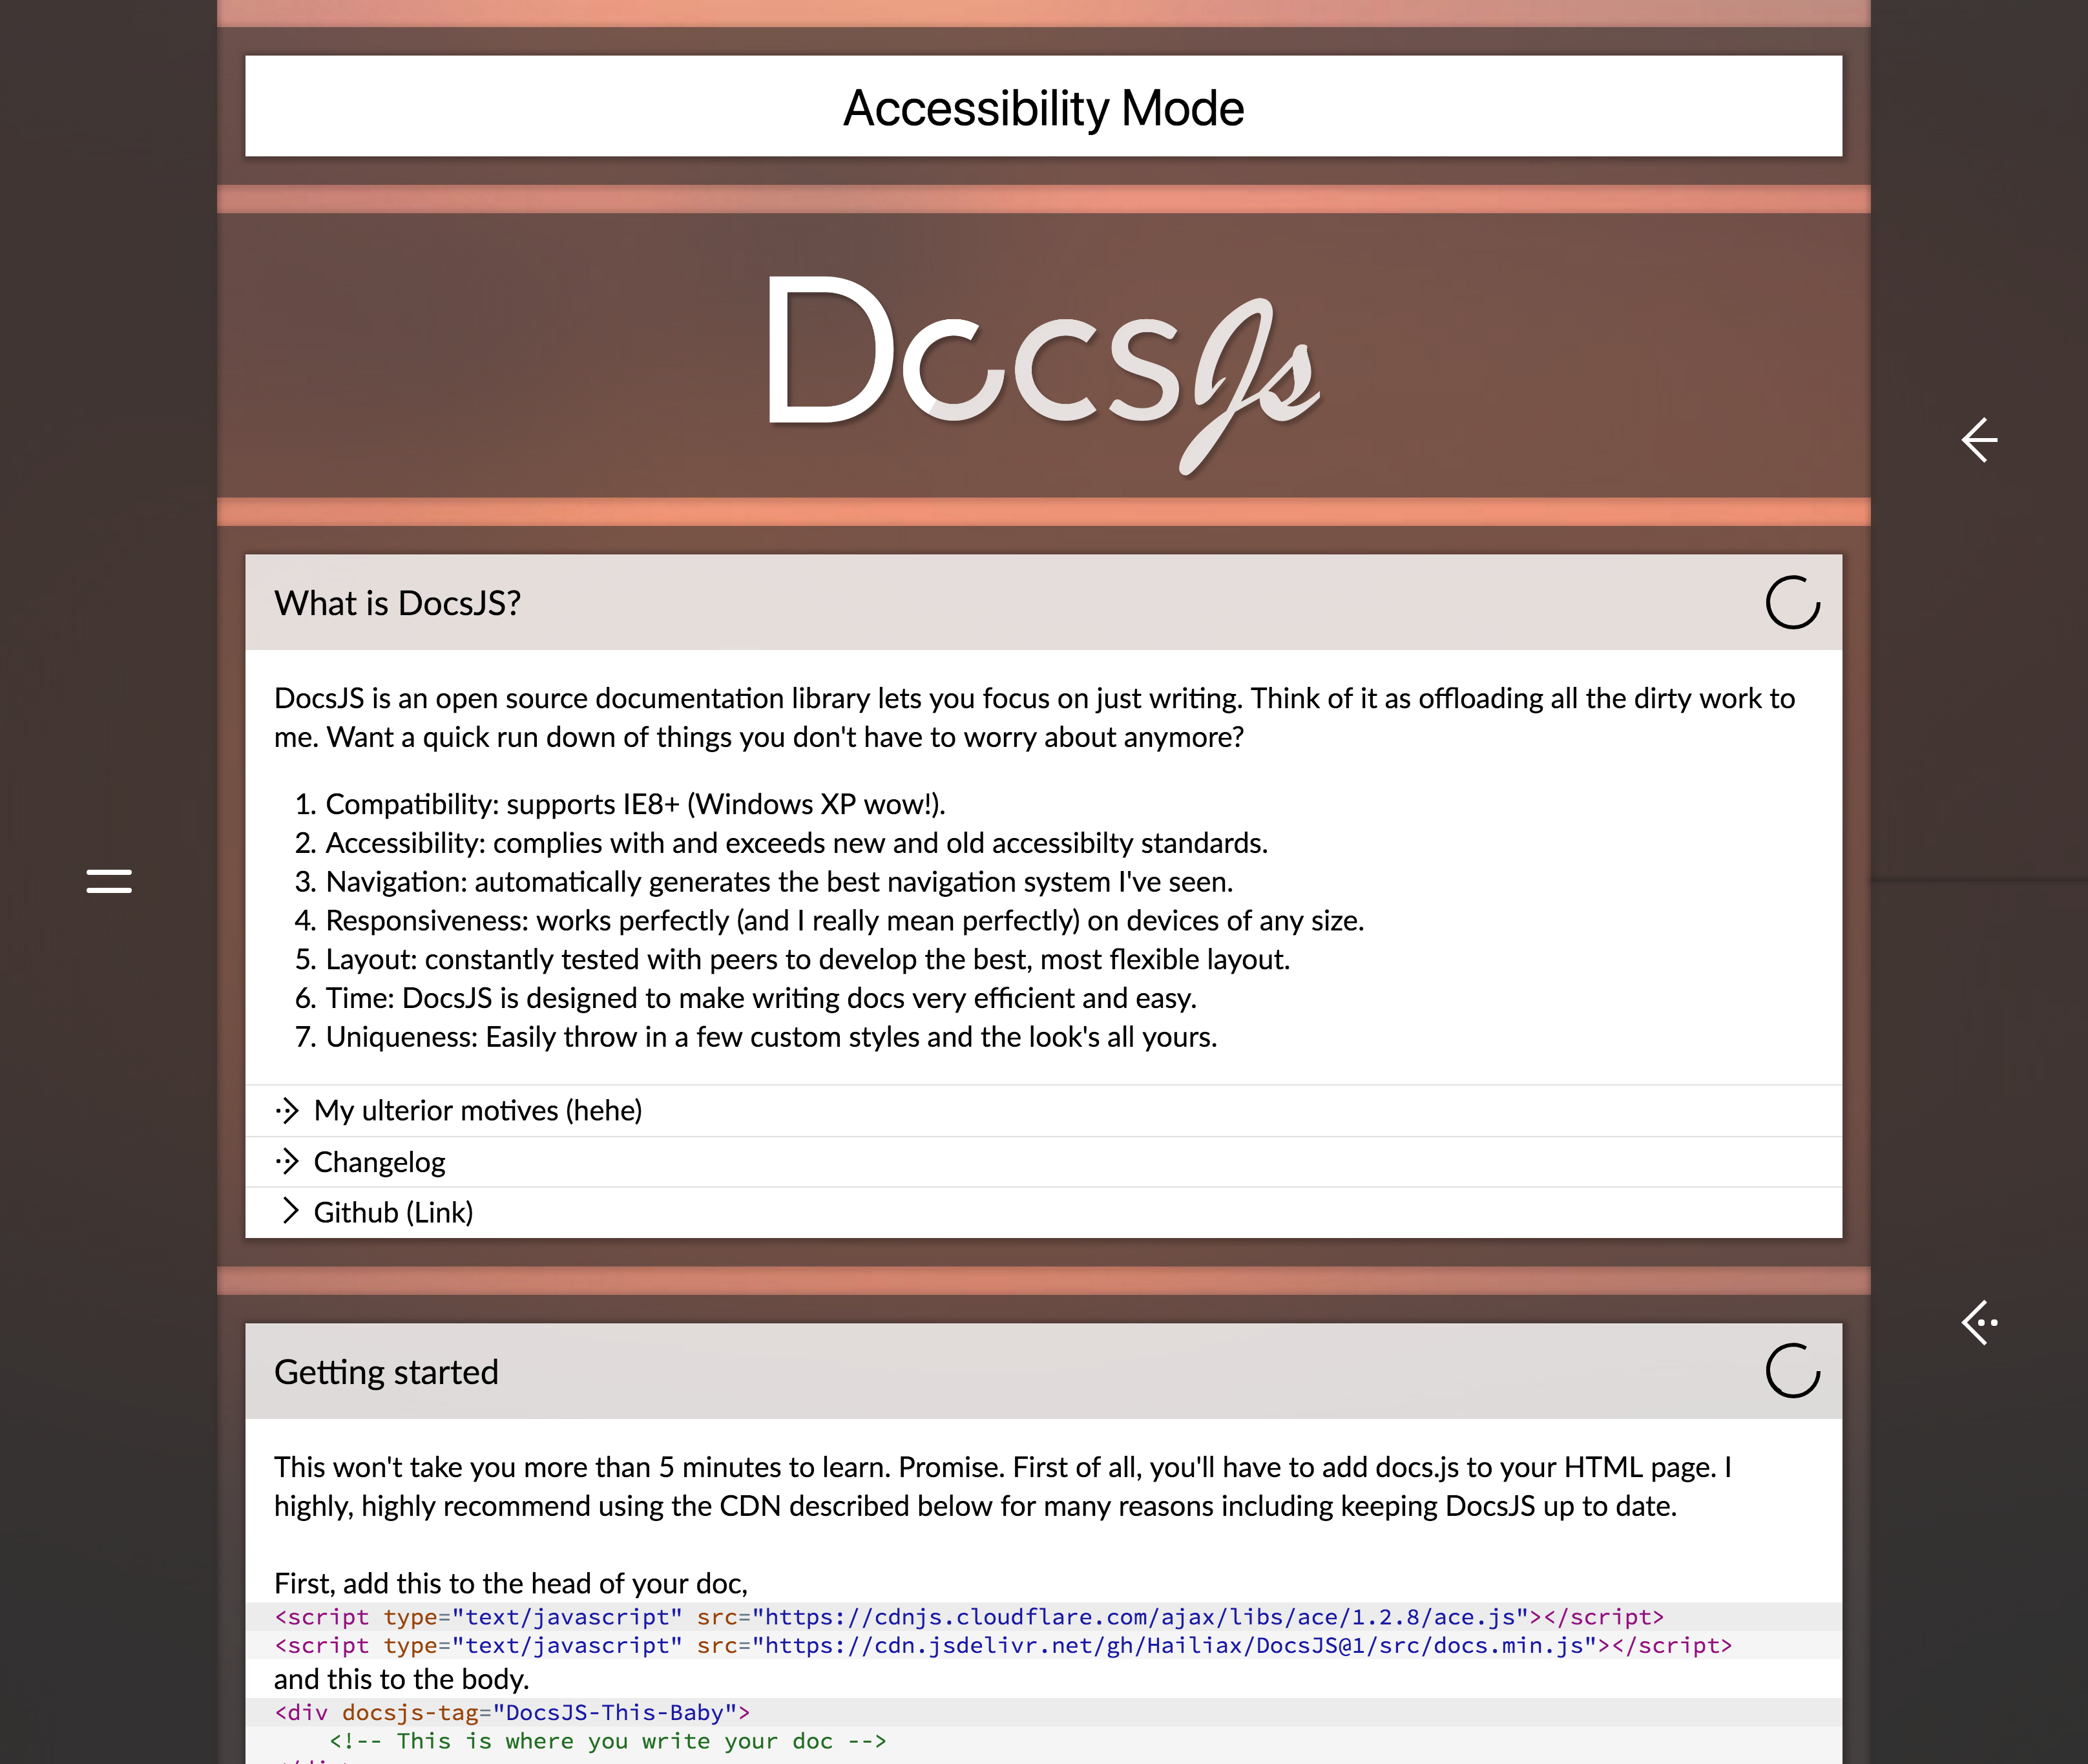 Accessibility Mode
DocsJs
What is DocsJS?
DocsJS is an open source documentation library lets you focus on just writing. Think of it as offloading all the dirty work to
me. Want a quick run down of things you don't have to worry about anymore?
1. Compatibility: supports IE8+ (Windows XP wow!).
2. Accessibility: complies with and exceeds new and old accessibilty standards.
3. Navigation: automatically generates the best navigation system I've seen.
4. Responsiveness: works perfectly (and I really mean perfectly) on devices of any size.
5. Layout: constantly tested with peers to develop the best, most flexible layout.
6. Time: DocsJS is designed to make writing docs very efficient and easy.
7. Uniqueness: Easily throw in a few custom styles and the look's all yours.
My ulterior motives (hehe)
Changelog
Github (Link)
Getting started
This won't take you more than 5 minutes to learn. Promise. First of all, you'll have to add docs.js to your HTML page. I
highly, highly recommend using the CDN described below for many reasons including keeping DocsJS up to date.
First, add this to the head of your doc,
<script type="text/javascript" src="https://cdnjs.cloudflare.com/ajax/libs/ace/1.2.8/ace.js"></script>
<script type="text/javascript" src="https://cdn.jsdelivr.net/gh/Hailiax/DocsJS@1/src/docs.min.js"></script>
and this to the body.
<div docsjs-tag="DocsJS-This-Baby">
<!-- This is where you write your doc -->